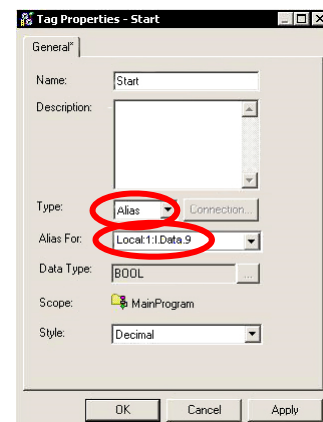 Tag Properties - Start
General*
Name: Start
Description:
Type: Alias Connection...
Alias For: Local:1:I.Data.9
Data Type: BOOL ...
Scope: MainProgram
Style: Decimal
OK Cancel Apply